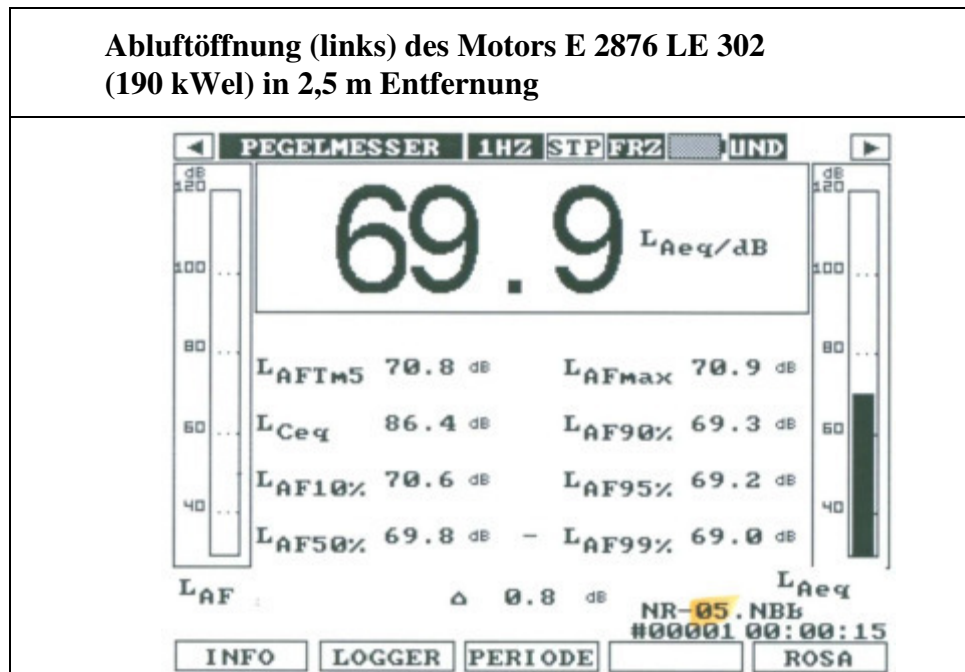 Abluftöffnung (links) des Motors E 2876 LE 302
(190 kWel) in 2,5 m Entfernung
PEGELMESSER 1HZ STP FRZ UND
dB dB
120 120
69.9 LAeq/dB
100 100
80 80
LAFTm5 70.8 dB LAFmax 70.9 dB
LCeq 86.4 dB LAF90% 69.3 dB
60 60
LAF10% 70.6 dB LAF95% 69.2 dB
40 40
LAF50% 69.8 dB - LAF99% 69.0 dB
LAF LAeq
Δ 0.8 dB
NR-05.NBb
#00001 00:00:15
INFO LOGGER PERIODE ROSA